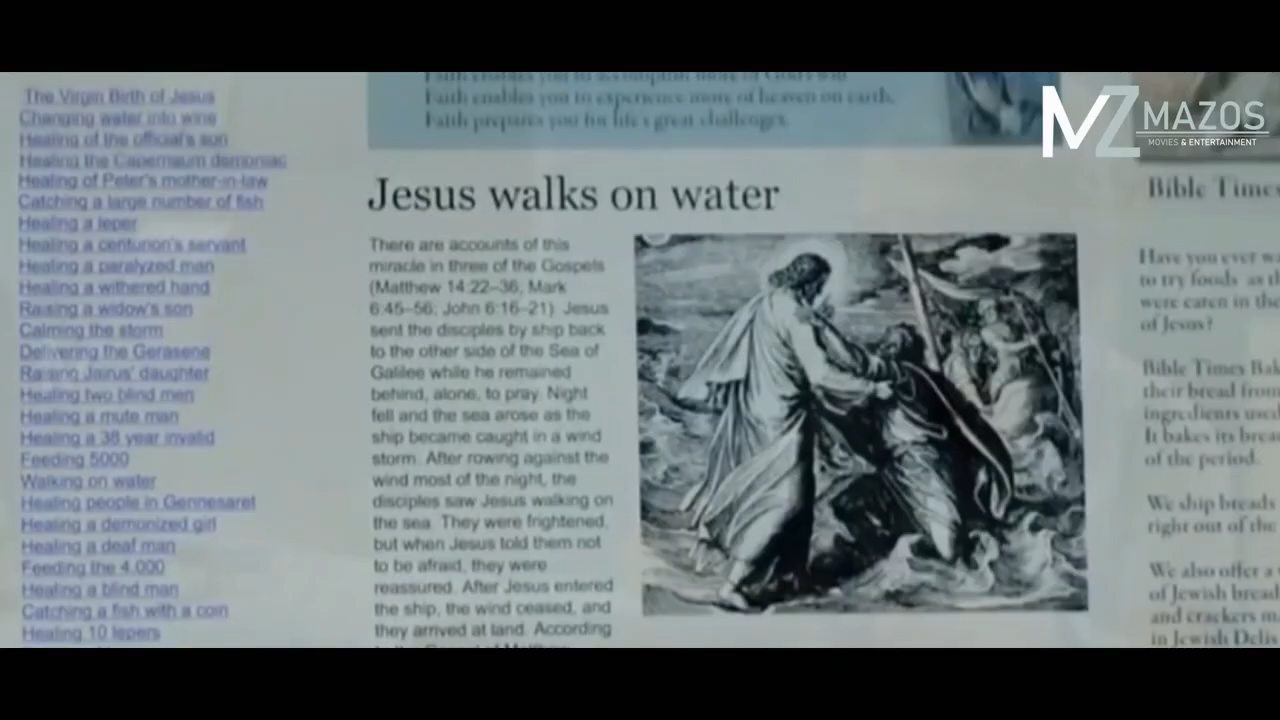 The Virgin Birth of Jesus
Changing water into wine
Healing of the official's son
Healing the Capernaum demoniac
Healing of Peter's mother-in-law
Catching a large number of fish
Healing a leper
Healing a centurion's servant
Healing a paralyzed man
Healing a withered hand
Raising a widow's son
Calming the storm
Delivering the Gerasene
Raising Jairus' daughter
Healing two blind men
Healing a mute man
Healing a 38 year invalid
Feeding 5000
Walking on water
Healing people in Gennesaret
Healing a demonized girl
Healing a deaf man
Feeding the 4,000
Healing a blind man
Catching a fish with a coin
Healing 10 lepers
Faith enables you to accomplish more of God's will
Faith enables you to experience more of heaven on earth.
Faith prepares you for life's great challenges.
Jesus walks on water
There are accounts of this
miracle in three of the Gospels
(Matthew 14:22–36, Mark
6:45–56; John 6:16–21). Jesus
sent the disciples by ship back
to the other side of the Sea of
Galilee while he remained
behind, alone, to pray. Night
fell and the sea arose as the
ship became caught in a wind
storm. After rowing against the
wind most of the night, the
disciples saw Jesus walking on
the sea. They were frightened,
but when Jesus told them not
to be afraid, they were
reassured. After Jesus entered
the ship, the wind ceased, and
they arrived at land. According
MZ MAZOS
MOVIES & ENTERTAINMENT
Bible Times
Have you ever
to try foods as
were eaten in the
of Jesus?
Bible Times
their bread from
ingredients
It bakes its
of the period.
We ship breads
right out of the
We also offer a
of Jewish bread
and crackers
in Jewish Delis